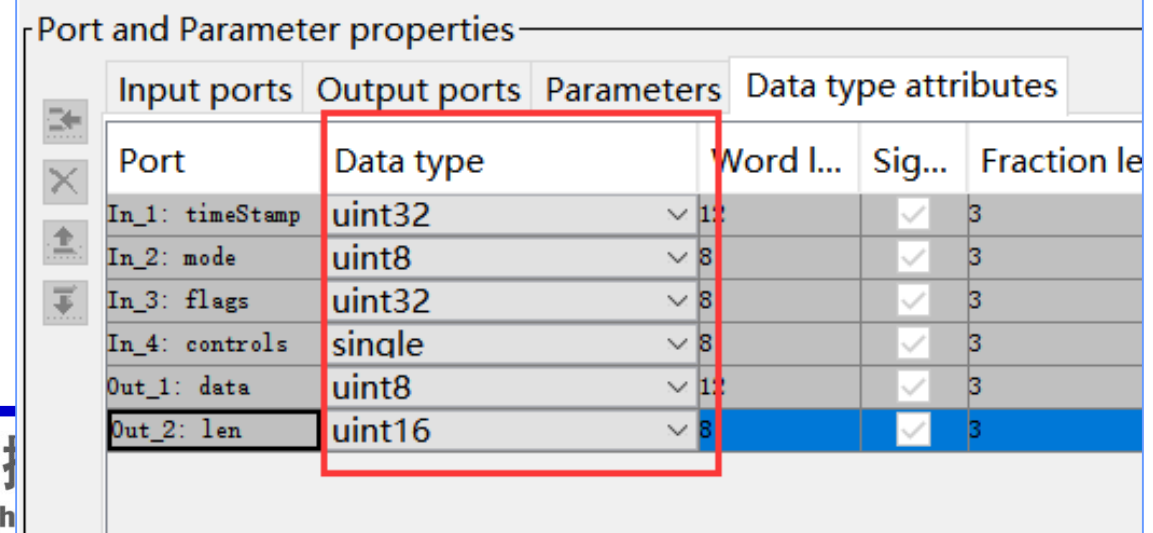 Port and Parameter properties
Input ports Output ports Parameters Data type attributes
Port Data type Word l... Sig... Fraction le
In_1: timeStamp uint32 12 3
In_2: mode uint8 8 3
In_3: flags uint32 8 3
In_4: controls single 8 3
Out_1: data uint8 12 3
Out_2: len uint16 8 3
h